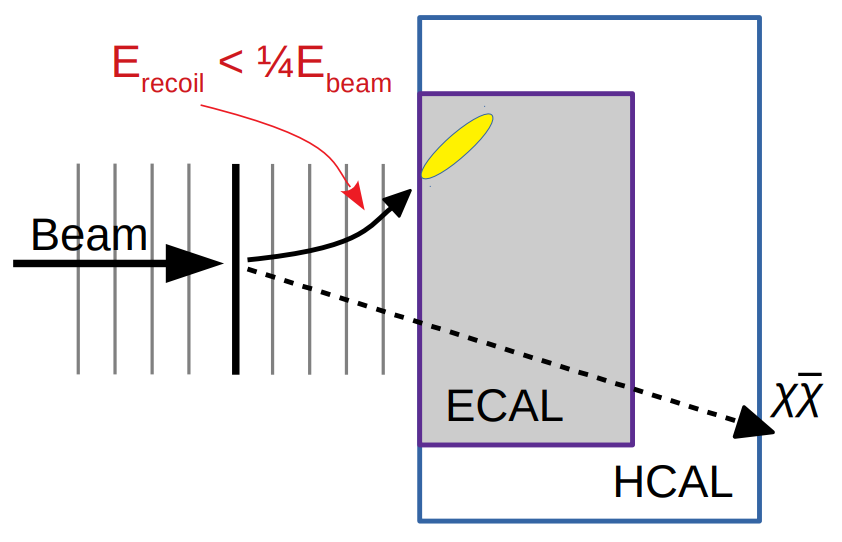 E_recoil < ¼E_beam
Beam
χχ̅
ECAL
HCAL